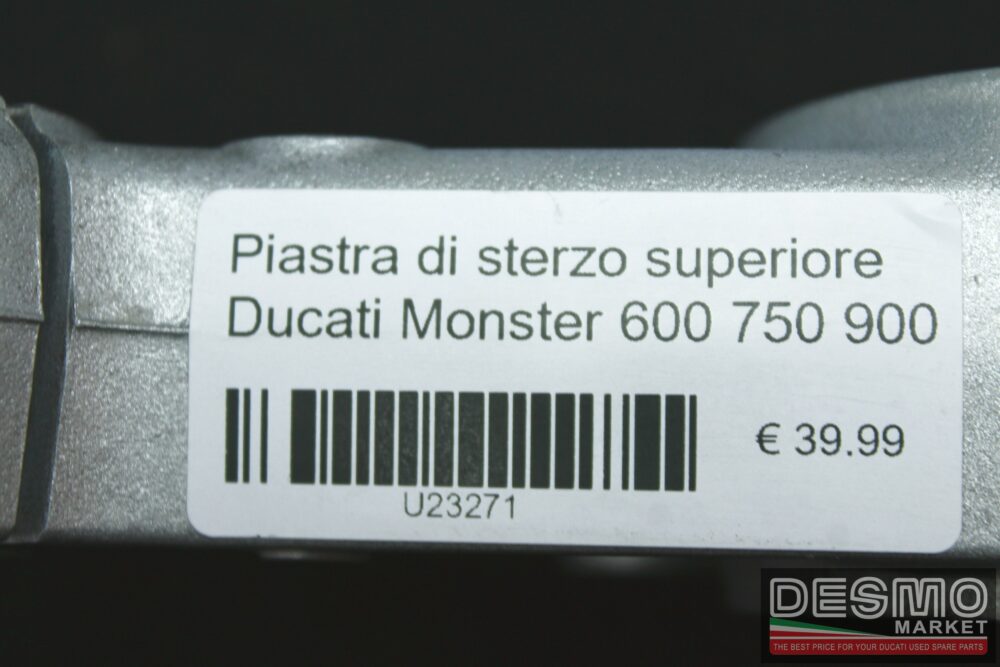 Piastra di sterzo superiore
Ducati Monster 600 750 900
€ 39.99
U23271
DESMO
MARKET
THE BEST PRICE FOR YOUR DUCATI USED SPARE PARTS